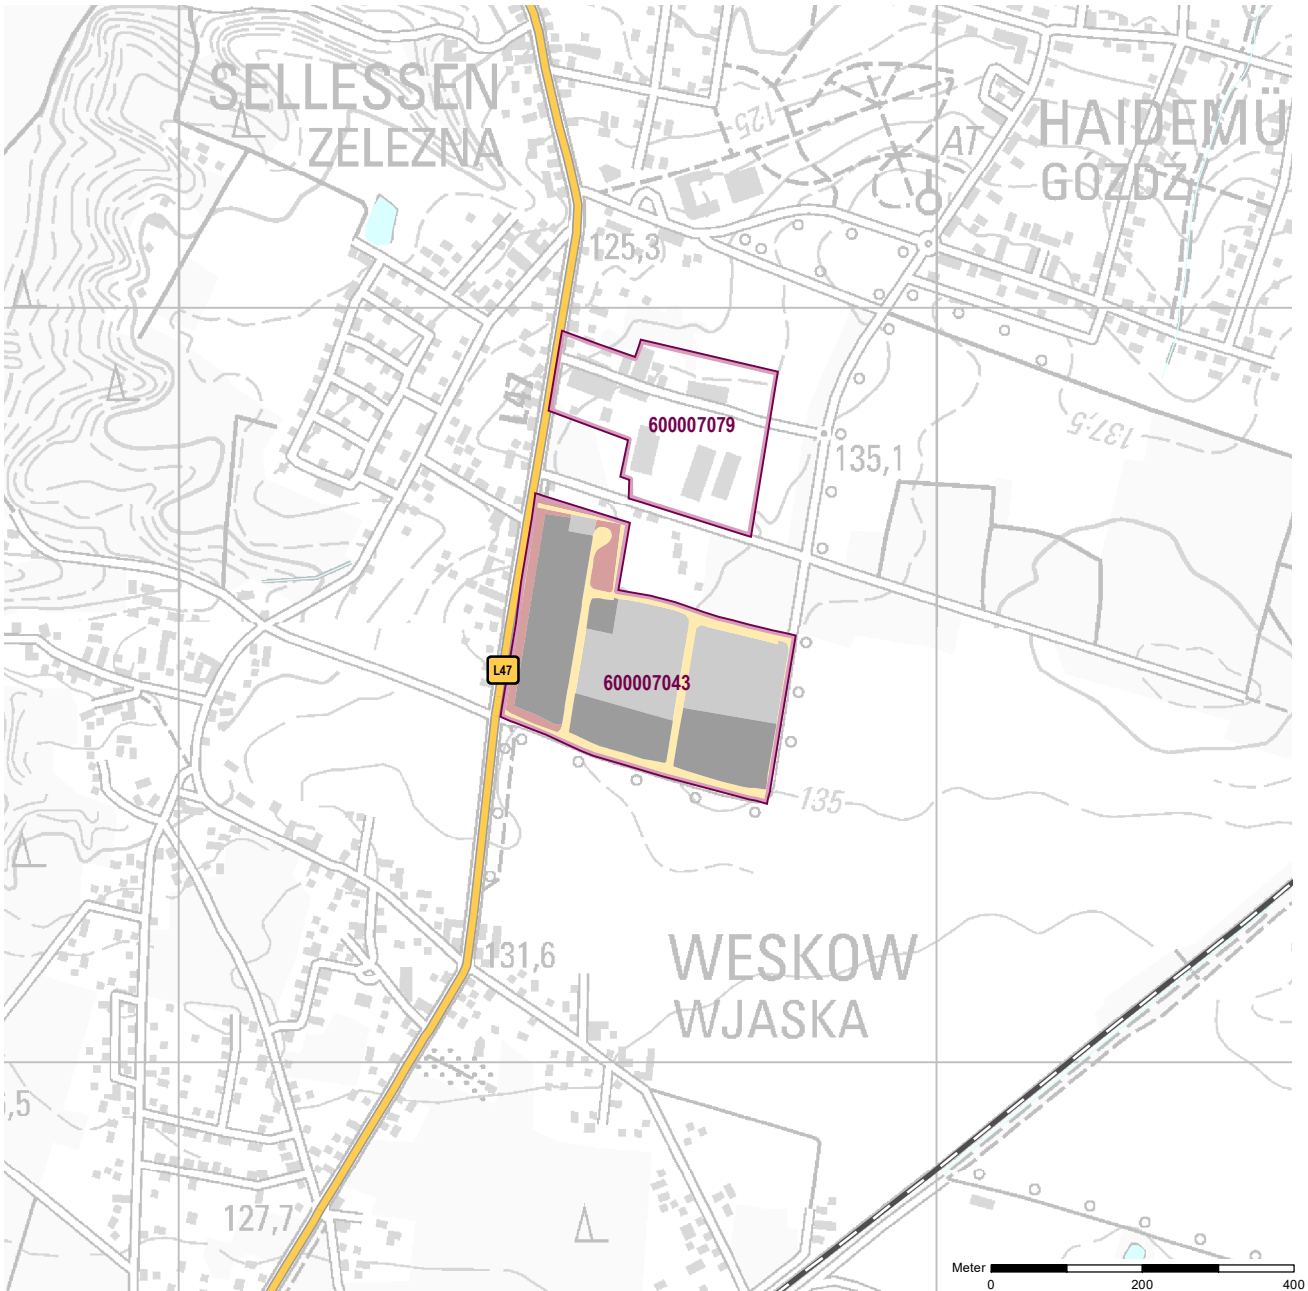 SELLESSEN
ZELEZNA
125
AT
HAIDEMÜ
GÓZDŹ
125,3
L47
600007079
135,1
137,5
L47
600007043
135
131,6
WESKOW
WJASKA
,5
127,7
Meter
0 200 400